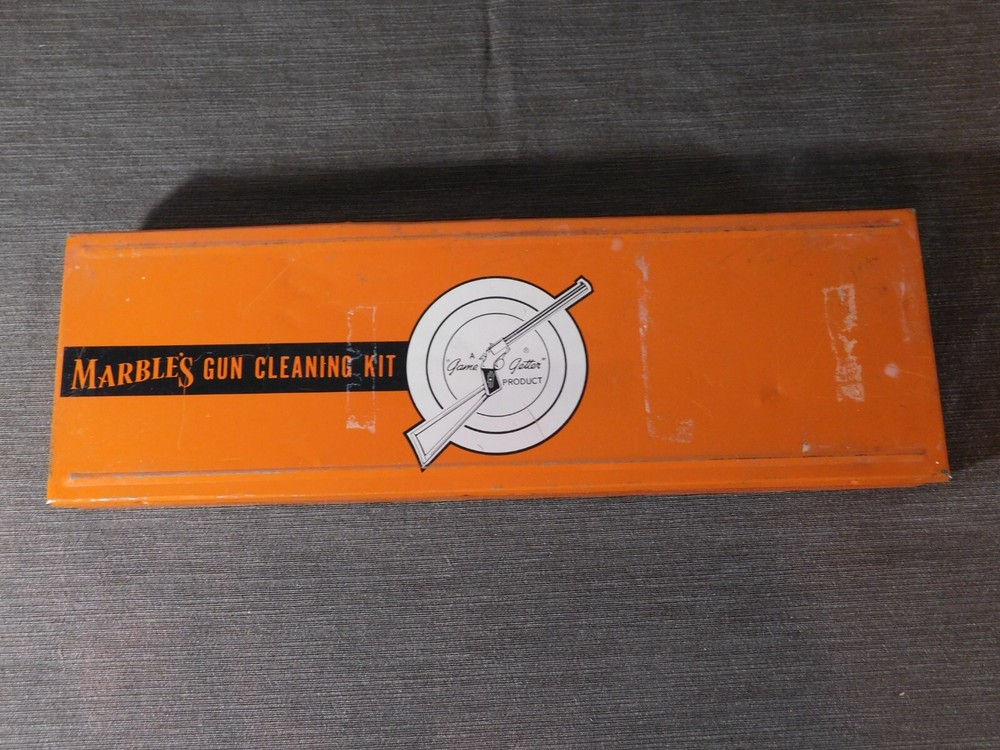 MARBLE'S GUN CLEANING KIT
A
"Game Getter" ®
PRODUCT